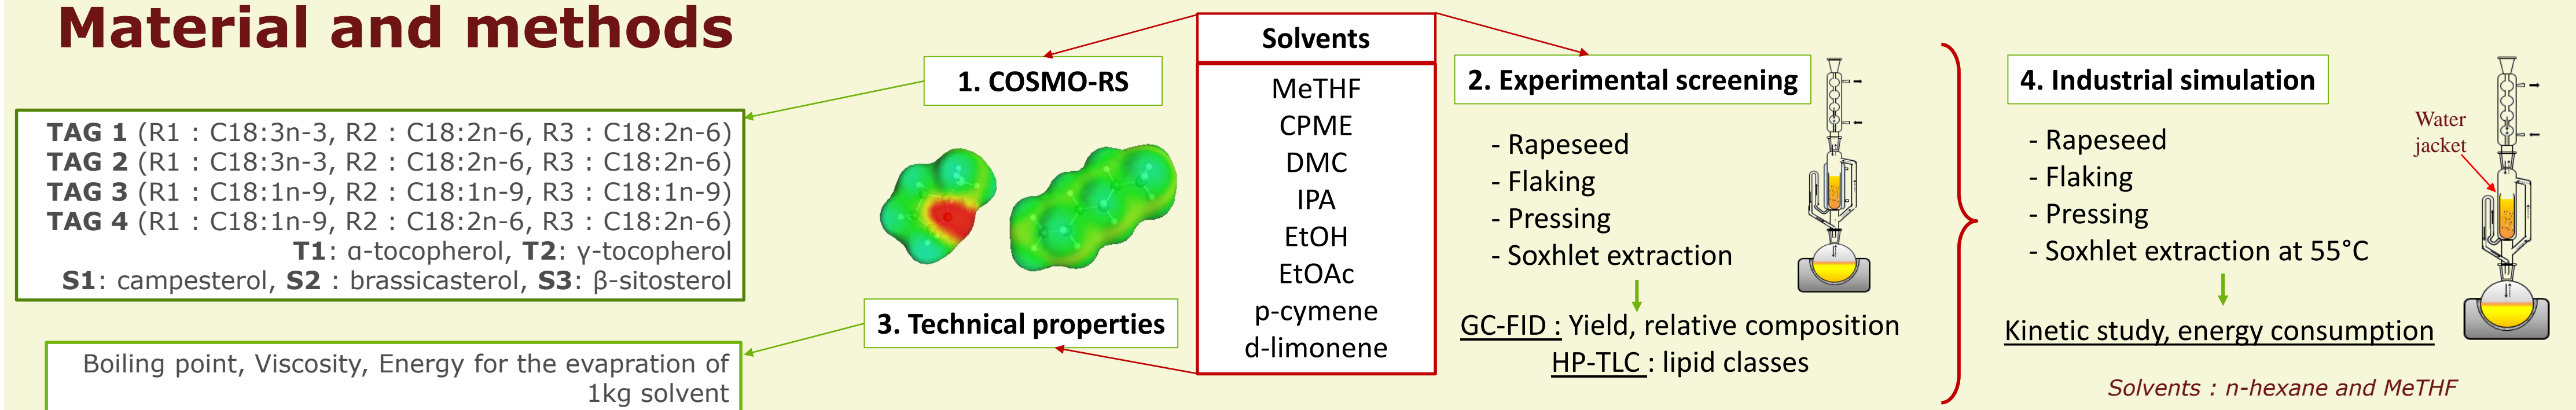 Material and methods
Solvents
MeTHF
CPME
DMC
IPA
EtOH
EtOAc
p-cymene
d-limonene
1. COSMO-RS
TAG 1 (R1 : C18:3n-3, R2 : C18:2n-6, R3 : C18:2n-6)
TAG 2 (R1 : C18:3n-3, R2 : C18:2n-6, R3 : C18:2n-6)
TAG 3 (R1 : C18:1n-9, R2 : C18:1n-9, R3 : C18:1n-9)
TAG 4 (R1 : C18:1n-9, R2 : C18:2n-6, R3 : C18:2n-6)
T1: α-tocopherol, T2: γ-tocopherol
S1: campesterol, S2 : brassicasterol, S3: β-sitosterol
3. Technical properties
Boiling point, Viscosity, Energy for the evapration of
1kg solvent
2. Experimental screening
- Rapeseed
- Flaking
- Pressing
- Soxhlet extraction
GC-FID : Yield, relative composition
HP-TLC : lipid classes
4. Industrial simulation
- Rapeseed
- Flaking
- Pressing
- Soxhlet extraction at 55°C
Water
jacket
Kinetic study, energy consumption
Solvents : n-hexane and MeTHF